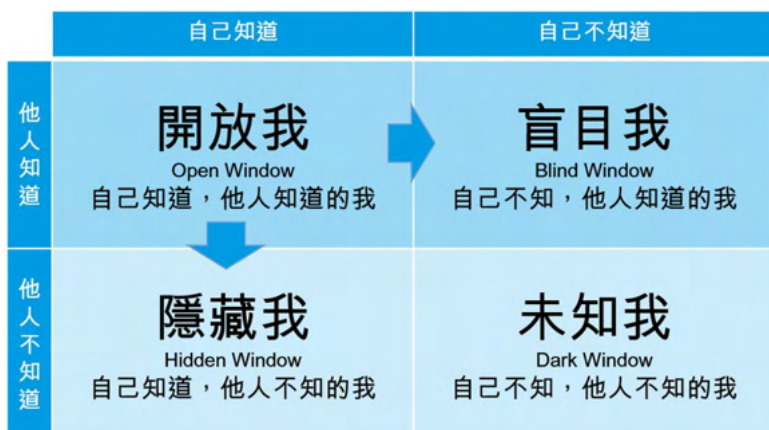 自己知道
自己不知道
他人知道
開放我
Open Window
自己知道，他人知道的我
盲目我
Blind Window
自己不知，他人知道的我
他人不知道
隱藏我
Hidden Window
自己知道，他人不知的我
未知我
Dark Window
自己不知，他人不知的我